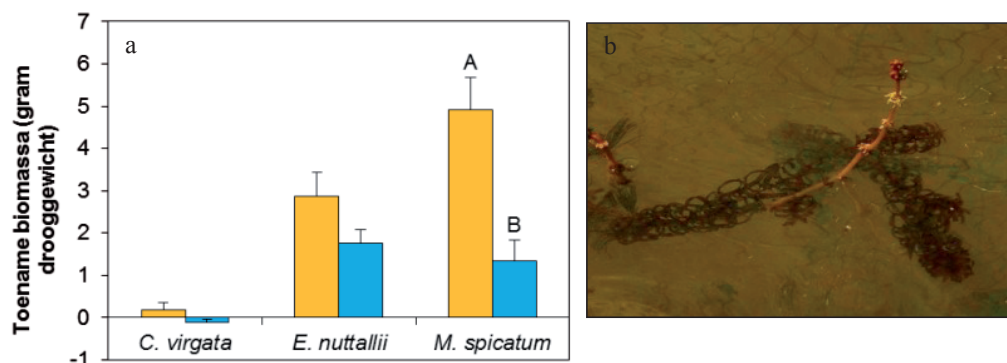 a
Toename biomassa (gram
drooggewicht)
7
6
5
4
3
2
1
0
-1
A
B
C. virgata
E. nuttallii
M. spicatum
b